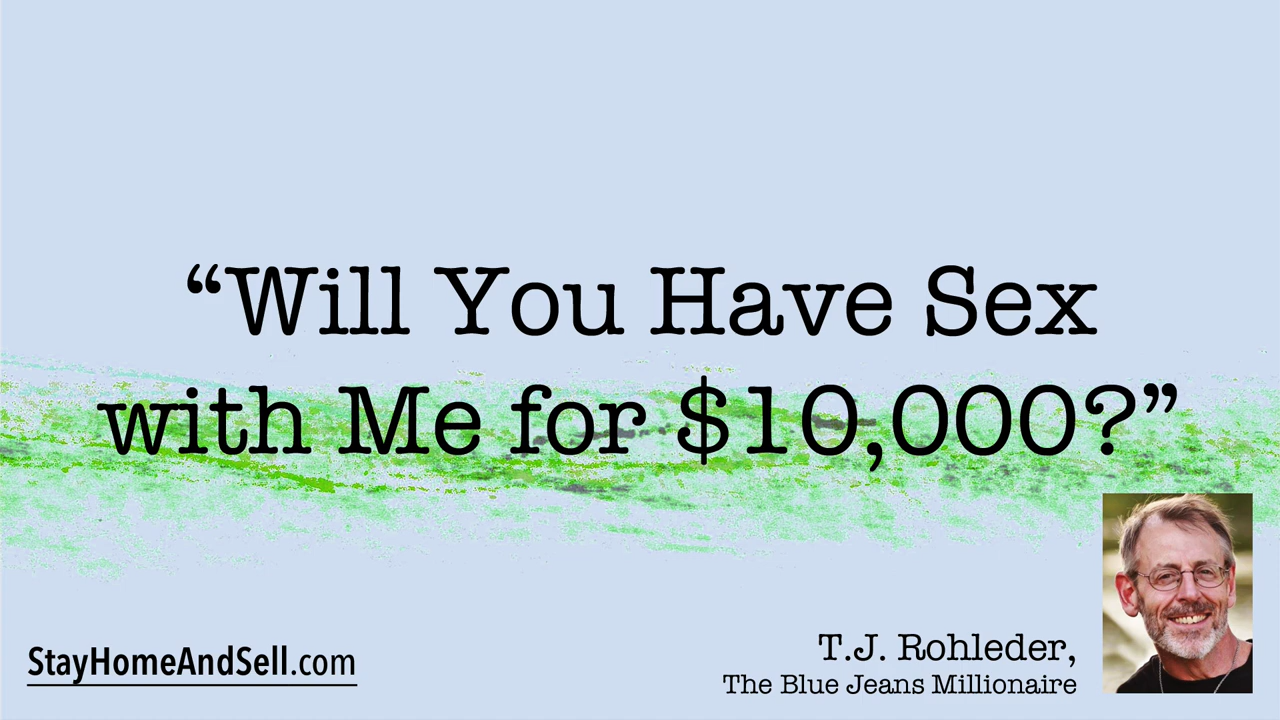 “Will You Have Sex
with Me for $10,000?”
StayHomeAndSell.com
T.J. Rohleder,
The Blue Jeans Millionaire